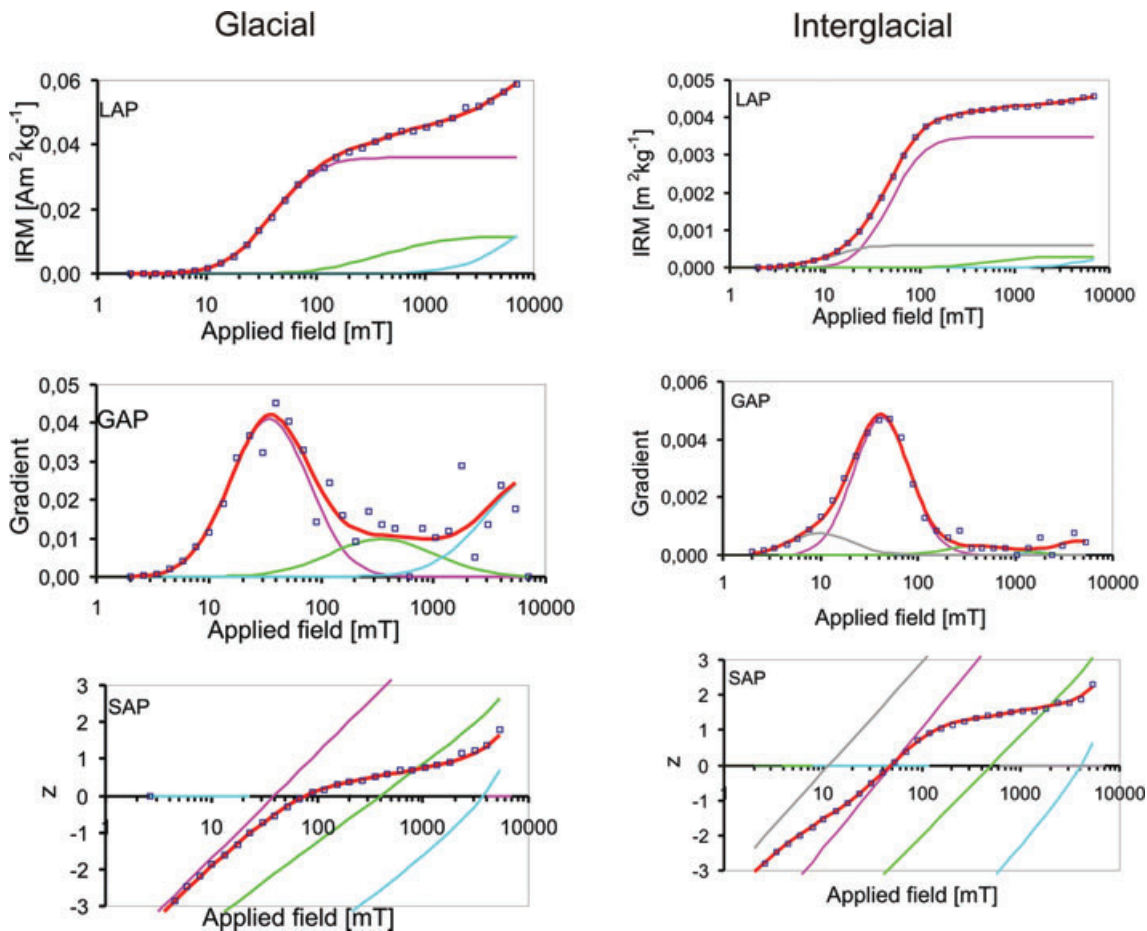 Glacial
Interglacial
LAP
IRM [Am ²kg⁻¹]
0,06
0,04
0,02
0,00
1 10 100 1000 10000
Applied field [mT]
LAP
IRM [m ²kg⁻¹]
0,005
0,004
0,003
0,002
0,001
0,000
1 10 100 1000 10000
Applied field [mT]
GAP
Gradient
0,05
0,04
0,03
0,02
0,01
0,00
1 10 100 1000 10000
Applied field [mT]
GAP
Gradient
0,006
0,004
0,002
0,000
1 10 100 1000 10000
Applied field [mT]
SAP
z
3
2
1
0
-1
-2
-3
10 100 1000 10000
Applied field [mT]
SAP
z
3
2
1
0
-1
-2
-3
10 100 1000 10000
Applied field [mT]